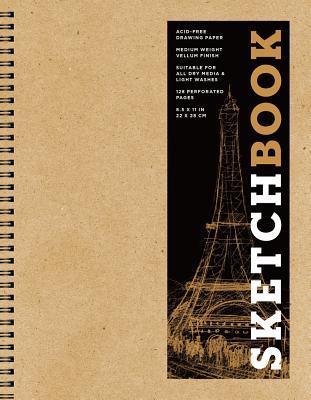 ACID-FREE
DRAWING PAPER
MEDIUM WEIGHT
VELLUM FINISH
SUITABLE FOR
ALL DRY MEDIA &
LIGHT WASHES
128 PERFORATED
PAGES
8.5 X 11 IN
22 X 28 CM
SKETCHBOOK